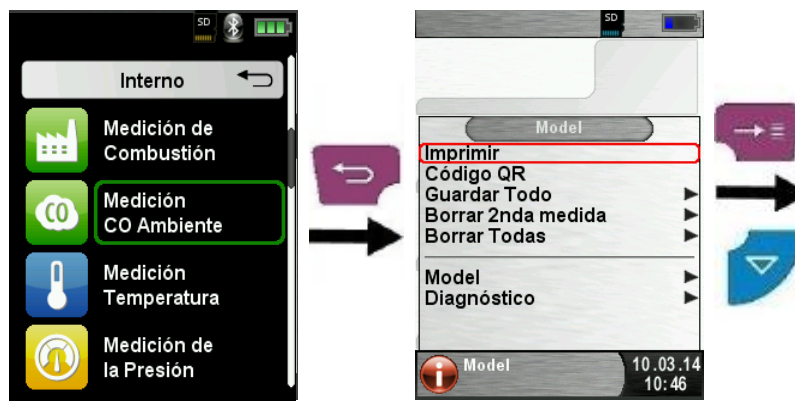 SD
Interno
Medición de
Combustión
CO
Medición
CO Ambiente
Medición
Temperatura
Medición de
la Presión
SD
Model
Imprimir
Código QR
Guardar Todo
Borrar 2nda medida
Borrar Todas
Model
Diagnóstico
Model
10.03.14
10:46